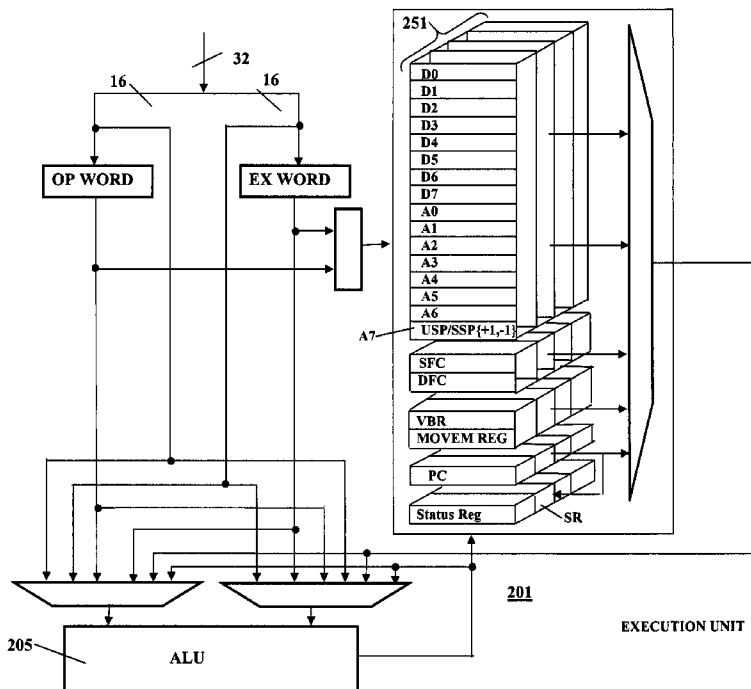 251
32
16
16
OP WORD
EX WORD
D0
D1
D2
D3
D4
D5
D6
D7
A0
A1
A2
A3
A4
A5
A6
A7
USP/SSP{+1,-1}
SFC
DFC
VBR
MOVEM REG
PC
Status Reg
SR
201
205
ALU
EXECUTION UNIT